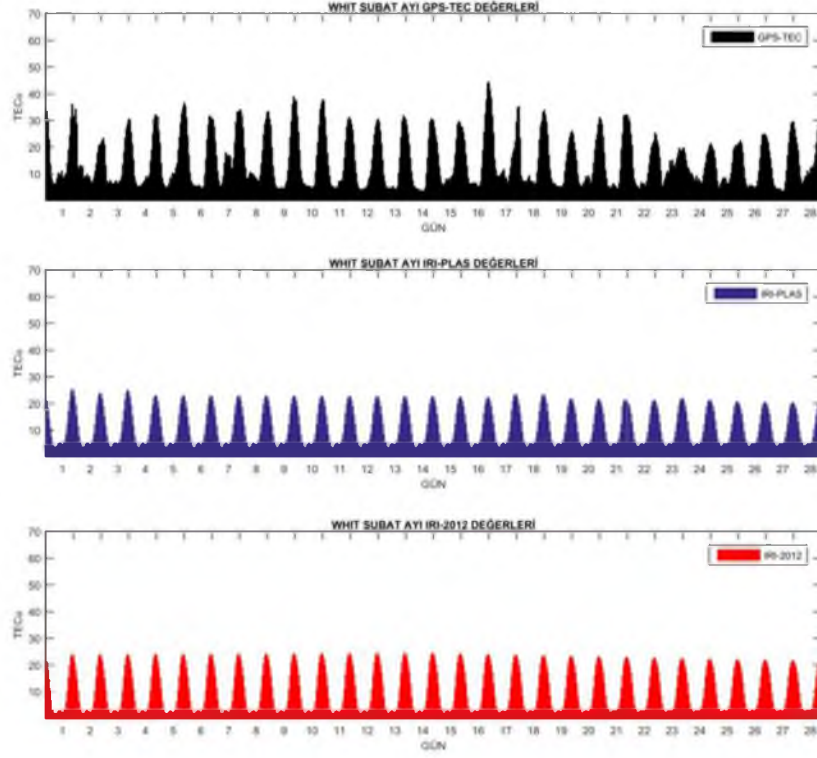 WHIT SUBAT AYI GPS-TEC DEĞERLERİ
70
60
50
40
30
20
10
TECu
GPS-TEC
1 2 3 4 5 6 7 8 9 10 11 12 13 14 15 16 17 18 19 20 21 22 23 24 25 26 27 28
GÜN
WHIT SUBAT AYI IRI-PLAS DEĞERLERİ
70
60
50
40
30
20
10
TECu
IRI-PLAS
1 2 3 4 5 6 7 8 9 10 11 12 13 14 15 16 17 18 19 20 21 22 23 24 25 26 27 28
GÜN
WHIT SUBAT AYI IRI-2012 DEĞERLERİ
70
60
50
40
30
20
10
TECu
IRI-2012
1 2 3 4 5 6 7 8 9 10 11 12 13 14 15 16 17 18 19 20 21 22 23 24 25 26 27 28
GÜN